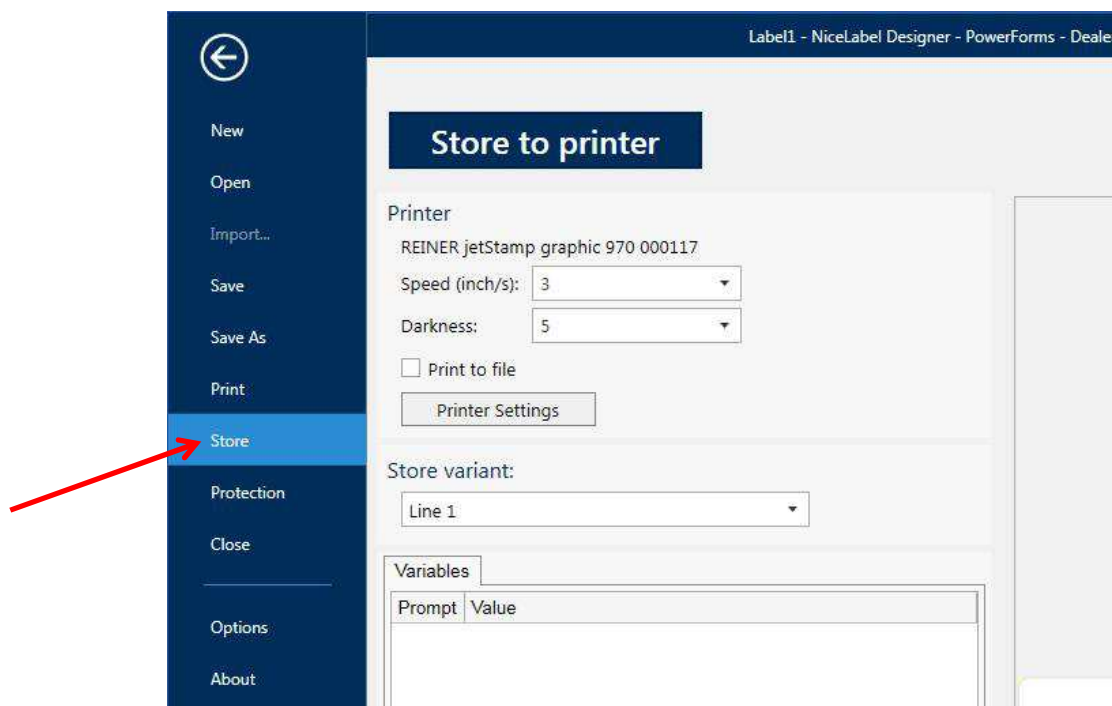 Label1 - NiceLabel Designer - PowerForms - Deale
New
Open
Import...
Save
Save As
Print
Store
Protection
Close
Options
About
Store to printer
Printer
REINER jetStamp graphic 970 000117
Speed (inch/s): 3
Darkness: 5
Print to file
Printer Settings
Store variant:
Line 1
Variables
Prompt Value